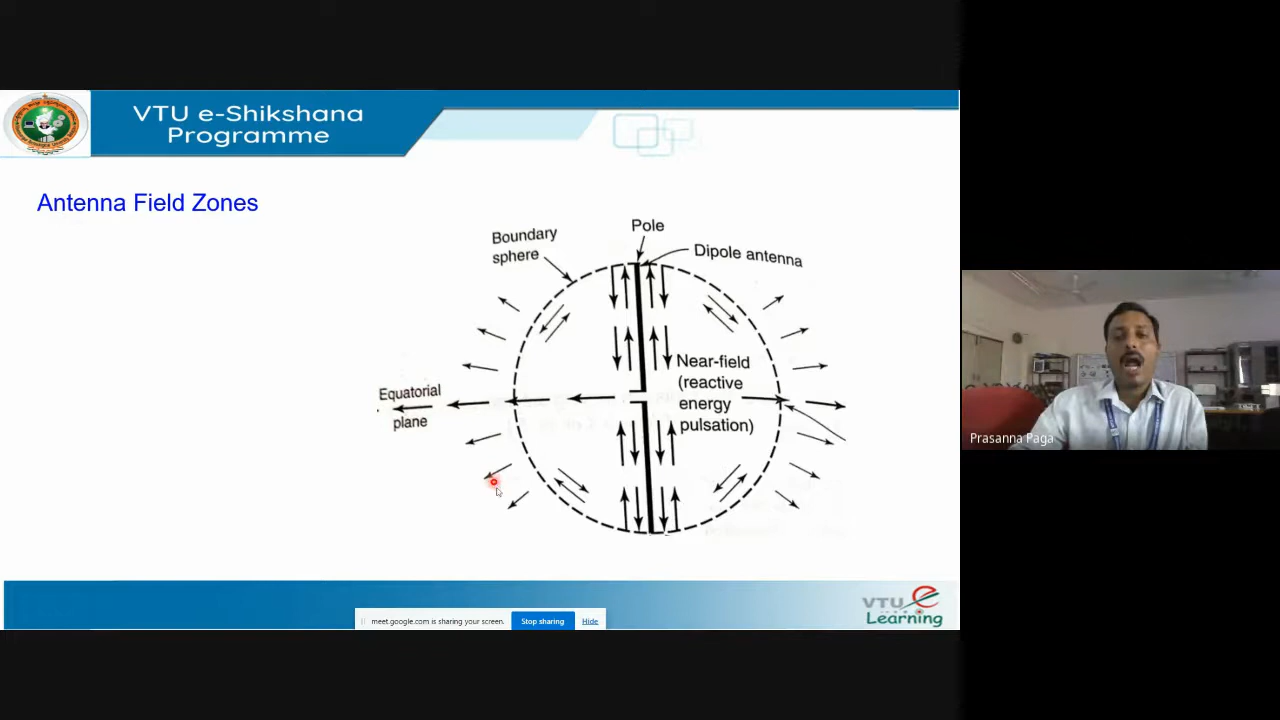 VTU e-Shikshana
Programme
Antenna Field Zones
Boundary
sphere
Pole
Dipole antenna
Near-field
(reactive
energy
pulsation)
Equatorial
plane
Prasanna Paga
meet.google.com is sharing your screen.
Stop sharing
Hide
VTU e
Learning